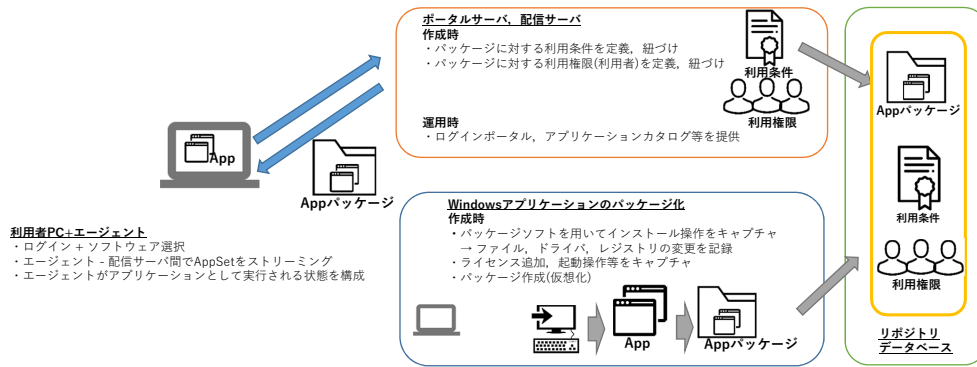 ポータルサーバ，配信サーバ
作成時
・パッケージに対する利用条件を定義，紐づけ
・パッケージに対する利用権限(利用者)を定義，紐づけ
利用条件
利用権限
運用時
・ログインポータル，アプリケーションカタログ等を提供
App
Appパッケージ
利用者PC+エージェント
・ログイン + ソフトウェア選択
・エージェント - 配信サーバ間でAppSetをストリーミング
・エージェントがアプリケーションとして実行される状態を構成
Windowsアプリケーションのパッケージ化
作成時
・パッケージソフトを用いてインストール操作をキャプチャ
→ ファイル，ドライバ，レジストリの変更を記録
・ライセンス追加，起動操作等をキャプチャ
・パッケージ作成(仮想化)
App
Appパッケージ
Appパッケージ
利用条件
利用権限
リポジトリ
データベース